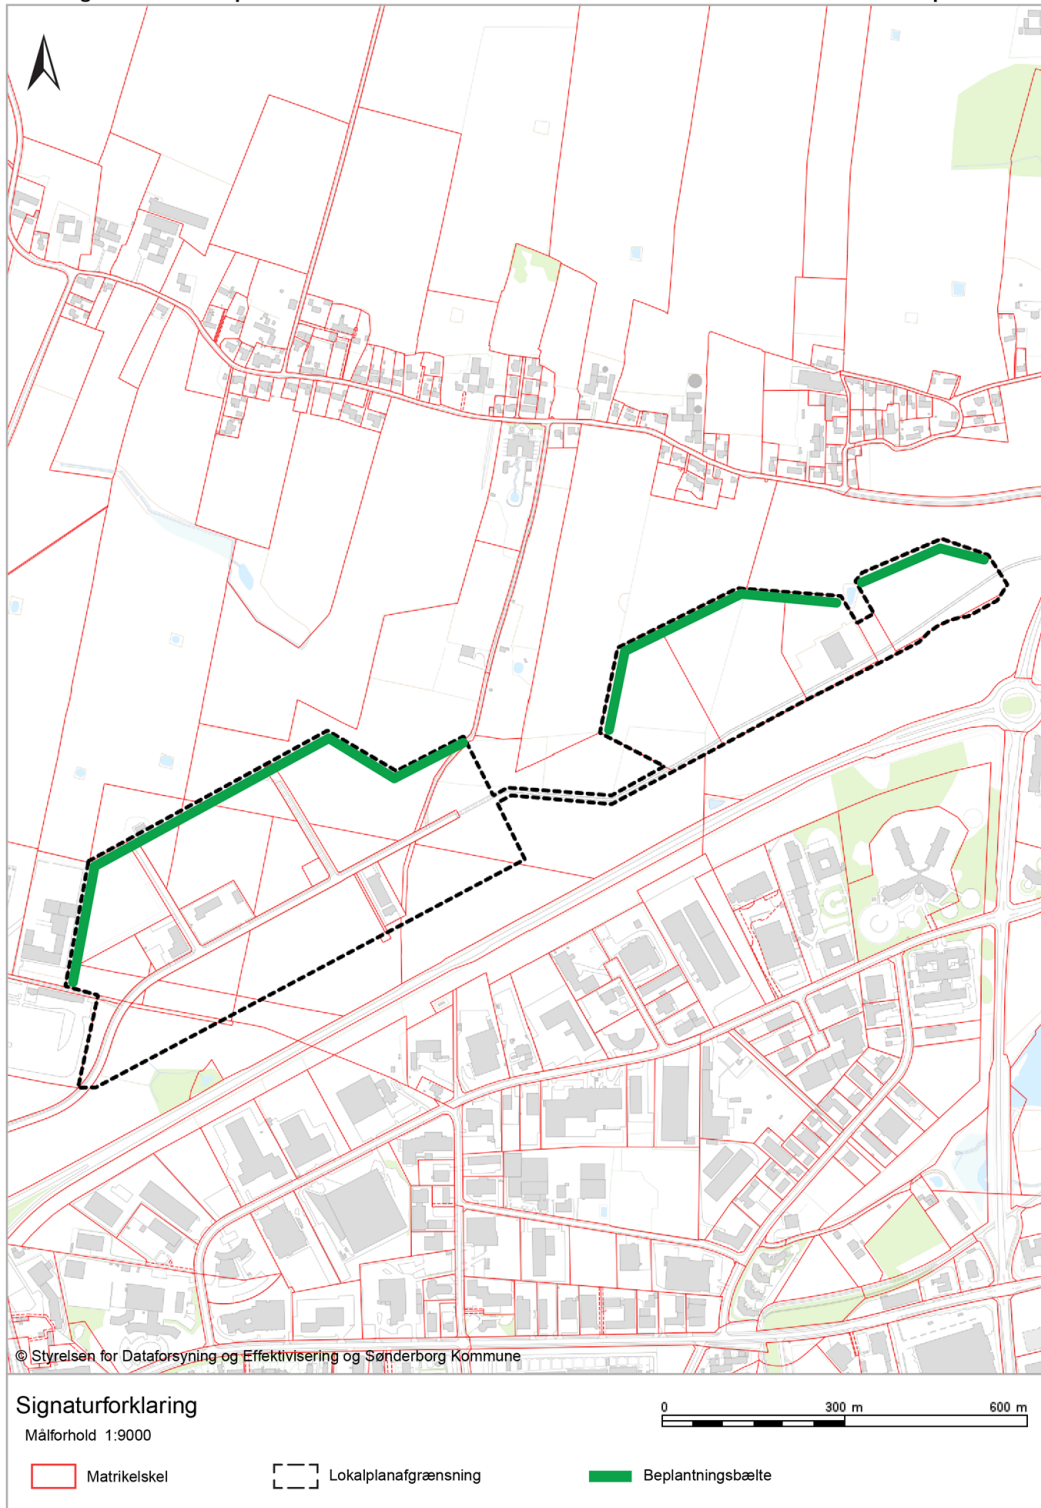 © Styrelsen for Dataforsyning og Effektivisering og Sønderborg Kommune
Signaturforklaring
Målforhold 1:9000
0 300 m 600 m
Matrikelskel
Lokalplanafgrænsning
Beplantningsbælte